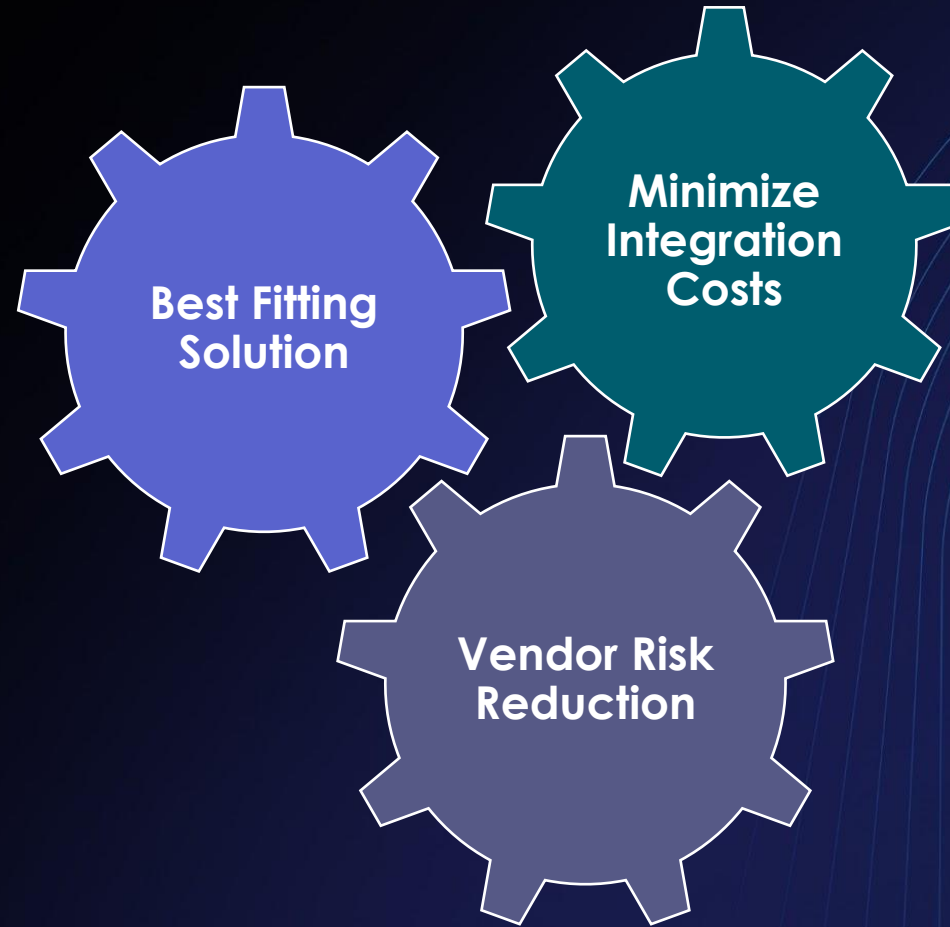 Best Fitting
Solution
Minimize
Integration
Costs
Vendor Risk
Reduction